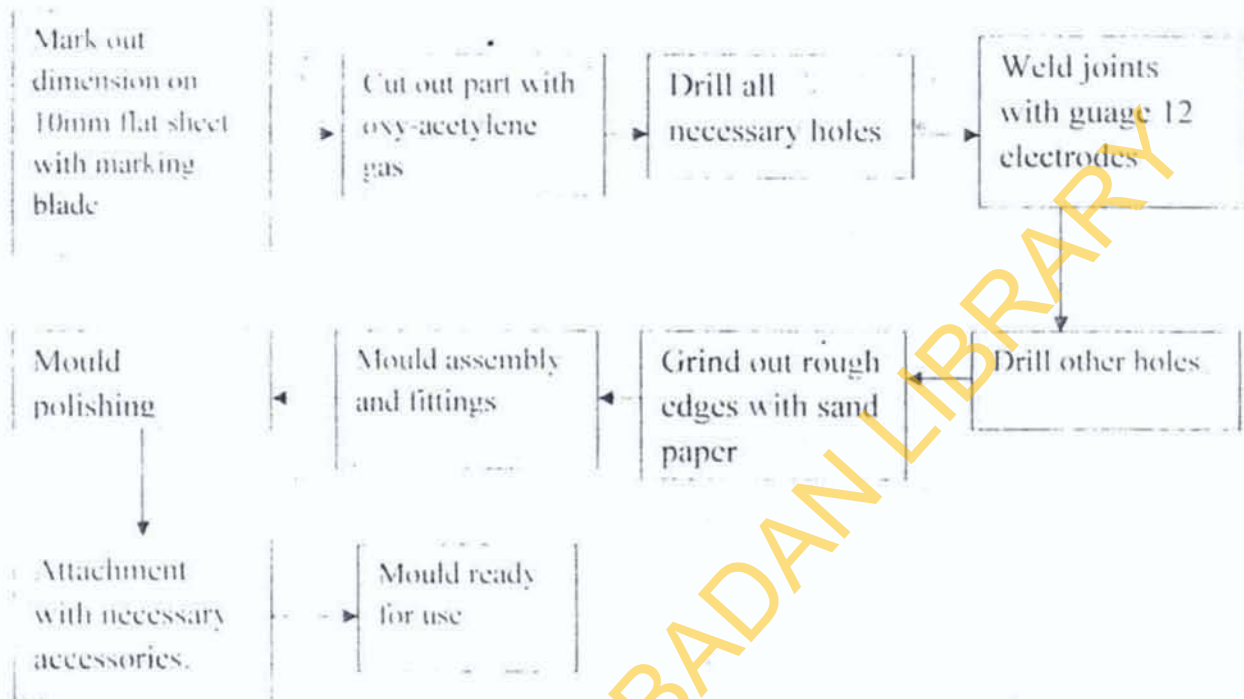 Mark out
dimension on
10mm flat sheet
with marking
blade
Cut out part with
oxy-acetylene
gas
Drill all
necessary holes
Weld joints
with guage 12
electrodes
Drill other holes
Grind out rough
edges with sand
paper
Mould assembly
and fittings
Mould
polishing
Attachment
with necessary
accessories.
Mould ready
for use
BADAN LIBRARY